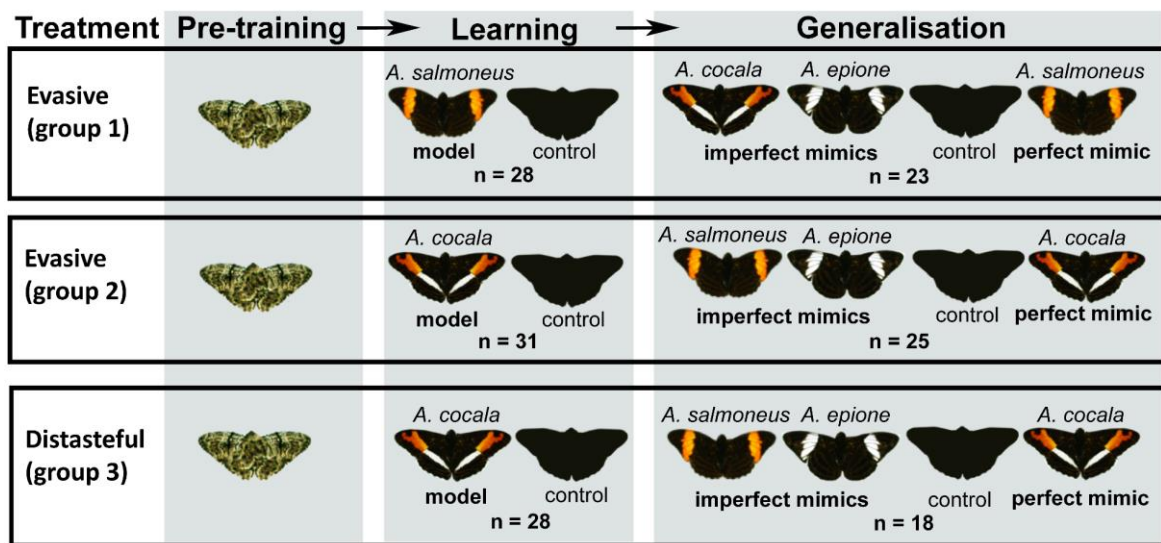 Treatment Pre-training Learning Generalisation
Evasive
(group 1)
A. salmoneus
model control
n = 28
A. cocala A. epione A. salmoneus
imperfect mimics control perfect mimic
n = 23
Evasive
(group 2)
A. cocala
model control
n = 31
A. salmoneus A. epione A. cocala
imperfect mimics control perfect mimic
n = 25
Distasteful
(group 3)
A. cocala
model control
n = 28
A. salmoneus A. epione A. cocala
imperfect mimics control perfect mimic
n = 18